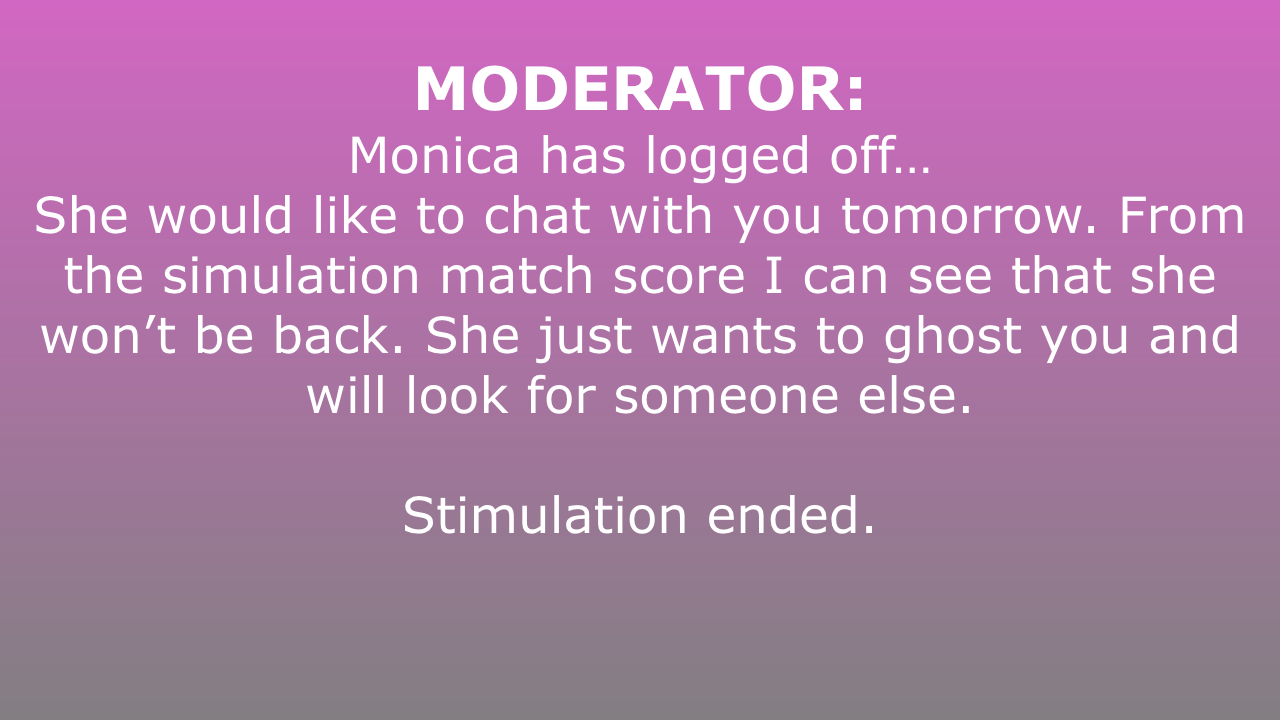 MODERATOR:
Monica has logged off…
She would like to chat with you tomorrow. From
the simulation match score I can see that she
won’t be back. She just wants to ghost you and
will look for someone else.
Stimulation ended.